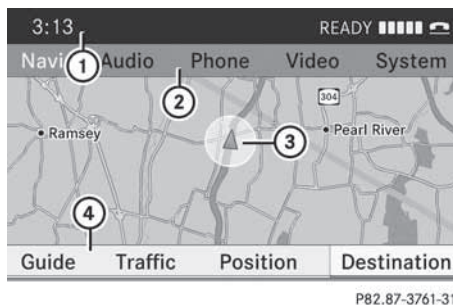 3:13 READY
Navi Audio Phone Video System
1
2
304
Ramsey
3
Pearl River
4
Guide Traffic Position Destination
P82.87-3761-31